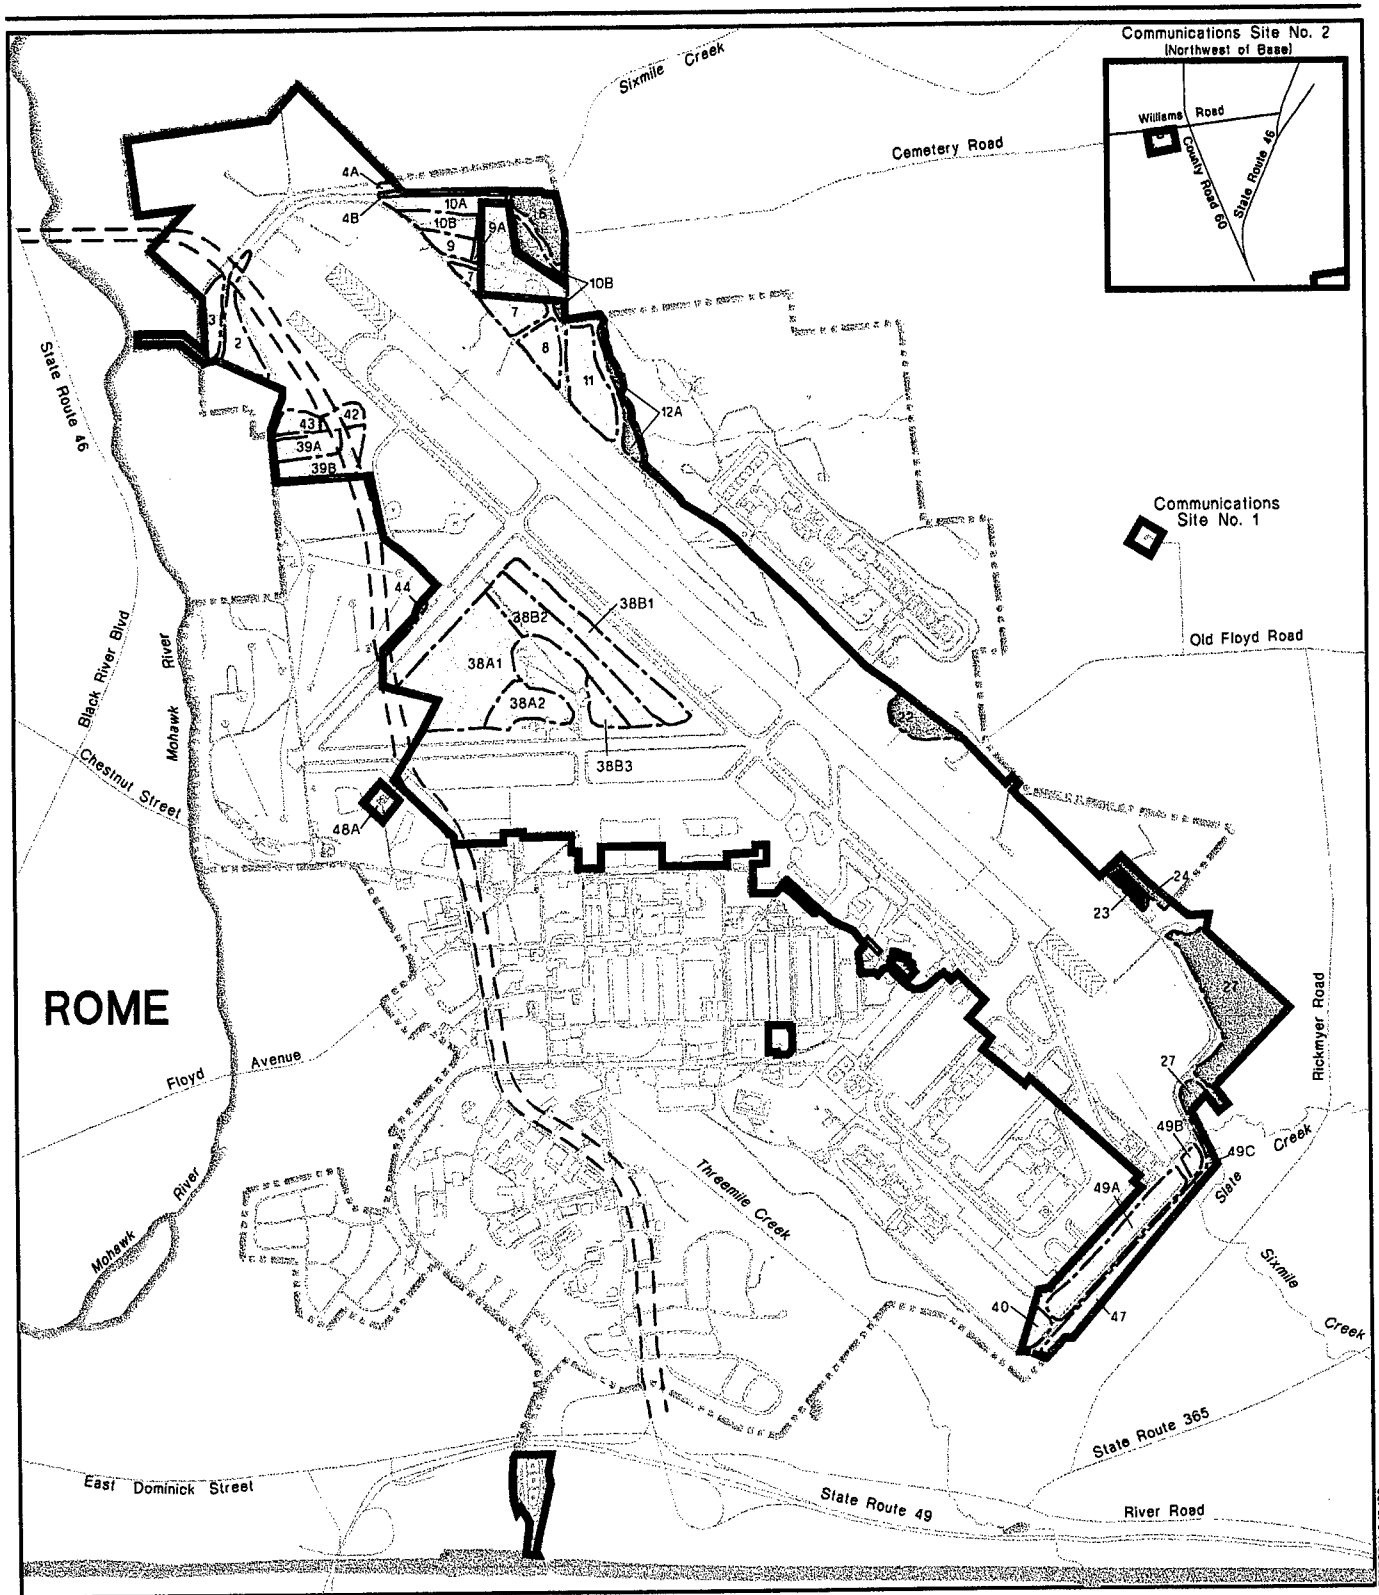 Communications Site No. 2
(Northwest of Base)
Williams Road
County Road 60
State Route 46
Sixmile Creek
Cemetery Road
4A
4B
10A
10B
9
9A
6
7
10B
7
8
11
12A
3
2
State Route 46
42
43
39A
39B
Communications
Site No. 1
44
38B2
38B1
38A1
38A2
38B3
Old Floyd Road
Black River Blvd
Mohawk River
Chestnut Street
22
48A
24
23
27
ROME
Floyd Avenue
Rickmyer Road
27
49B
49C
Slate Creek
49A
Threemile Creek
Mohawk River
Sixmile Creek
40
47
State Route 365
East Dominick Street
State Route 49
River Road